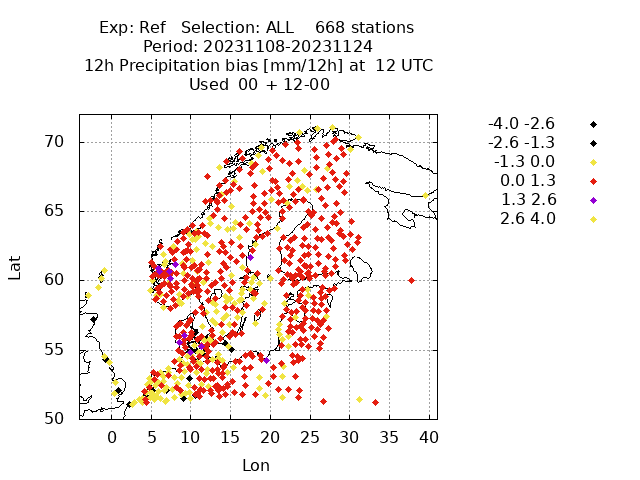 Exp: Ref   Selection: ALL    668 stations
Period: 20231108-20231124
12h Precipitation bias [mm/12h] at  12 UTC
Used  00 + 12-00
-4.0 -2.6
-2.6 -1.3
-1.3 0.0
0.0 1.3
1.3 2.6
2.6 4.0
70
65
60
55
50
Lat
0 5 10 15 20 25 30 35 40
Lon